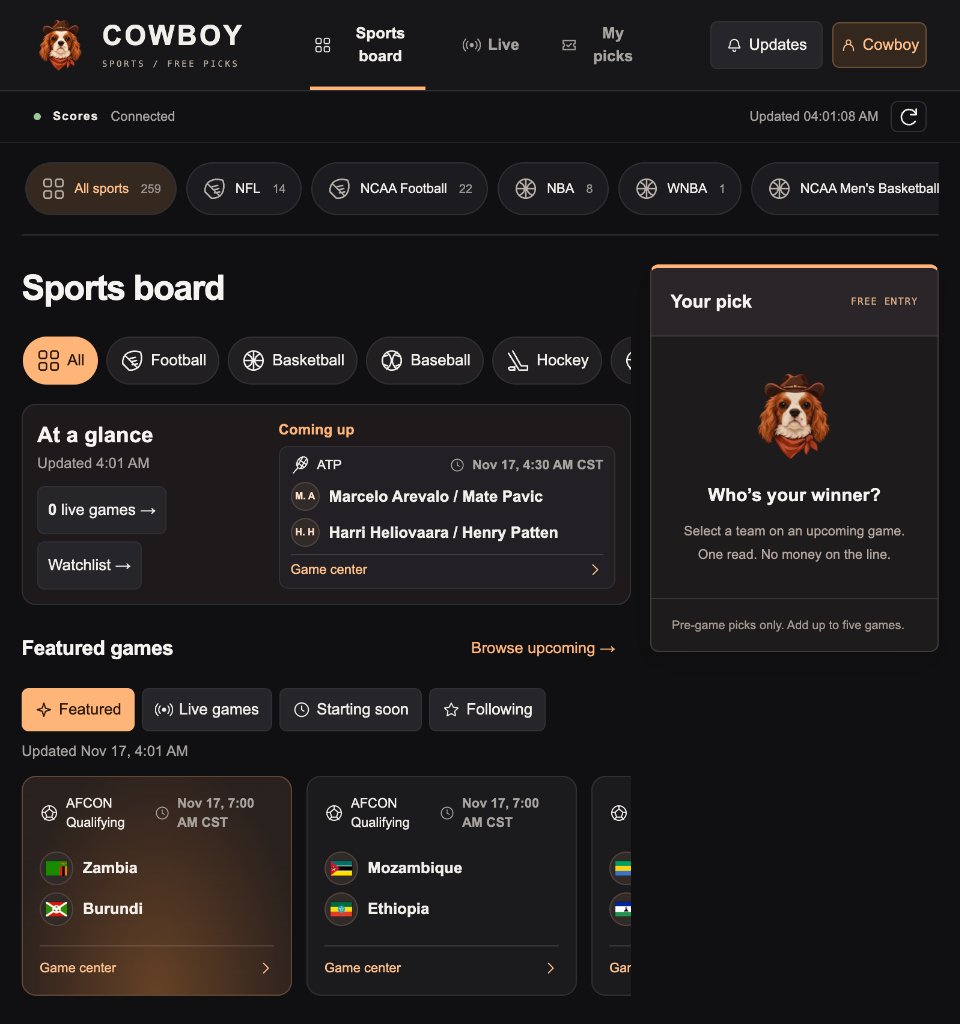 COWBOY
SPORTS / FREE PICKS
Sports
board
Live
My
picks
Updates
Cowboy
Scores Connected
Updated 04:01:08 AM
All sports 259
NFL 14
NCAA Football 22
NBA 8
WNBA 1
NCAA Men's Basketball
Sports board
All
Football
Basketball
Baseball
Hockey
At a glance
Updated 4:01 AM
0 live games →
Watchlist →
Coming up
ATP
Nov 17, 4:30 AM CST
M. A Marcelo Arevalo / Mate Pavic
H. H Harri Heliovaara / Henry Patten
Game center
Your pick
FREE ENTRY
Who's your winner?
Select a team on an upcoming game.
One read. No money on the line.
Pre-game picks only. Add up to five games.
Featured games
Browse upcoming →
Featured
Live games
Starting soon
Following
Updated Nov 17, 4:01 AM
AFCON
Qualifying
Nov 17, 7:00
AM CST
Zambia
Burundi
Game center
AFCON
Qualifying
Nov 17, 7:00
AM CST
Mozambique
Ethiopia
Game center
Gar